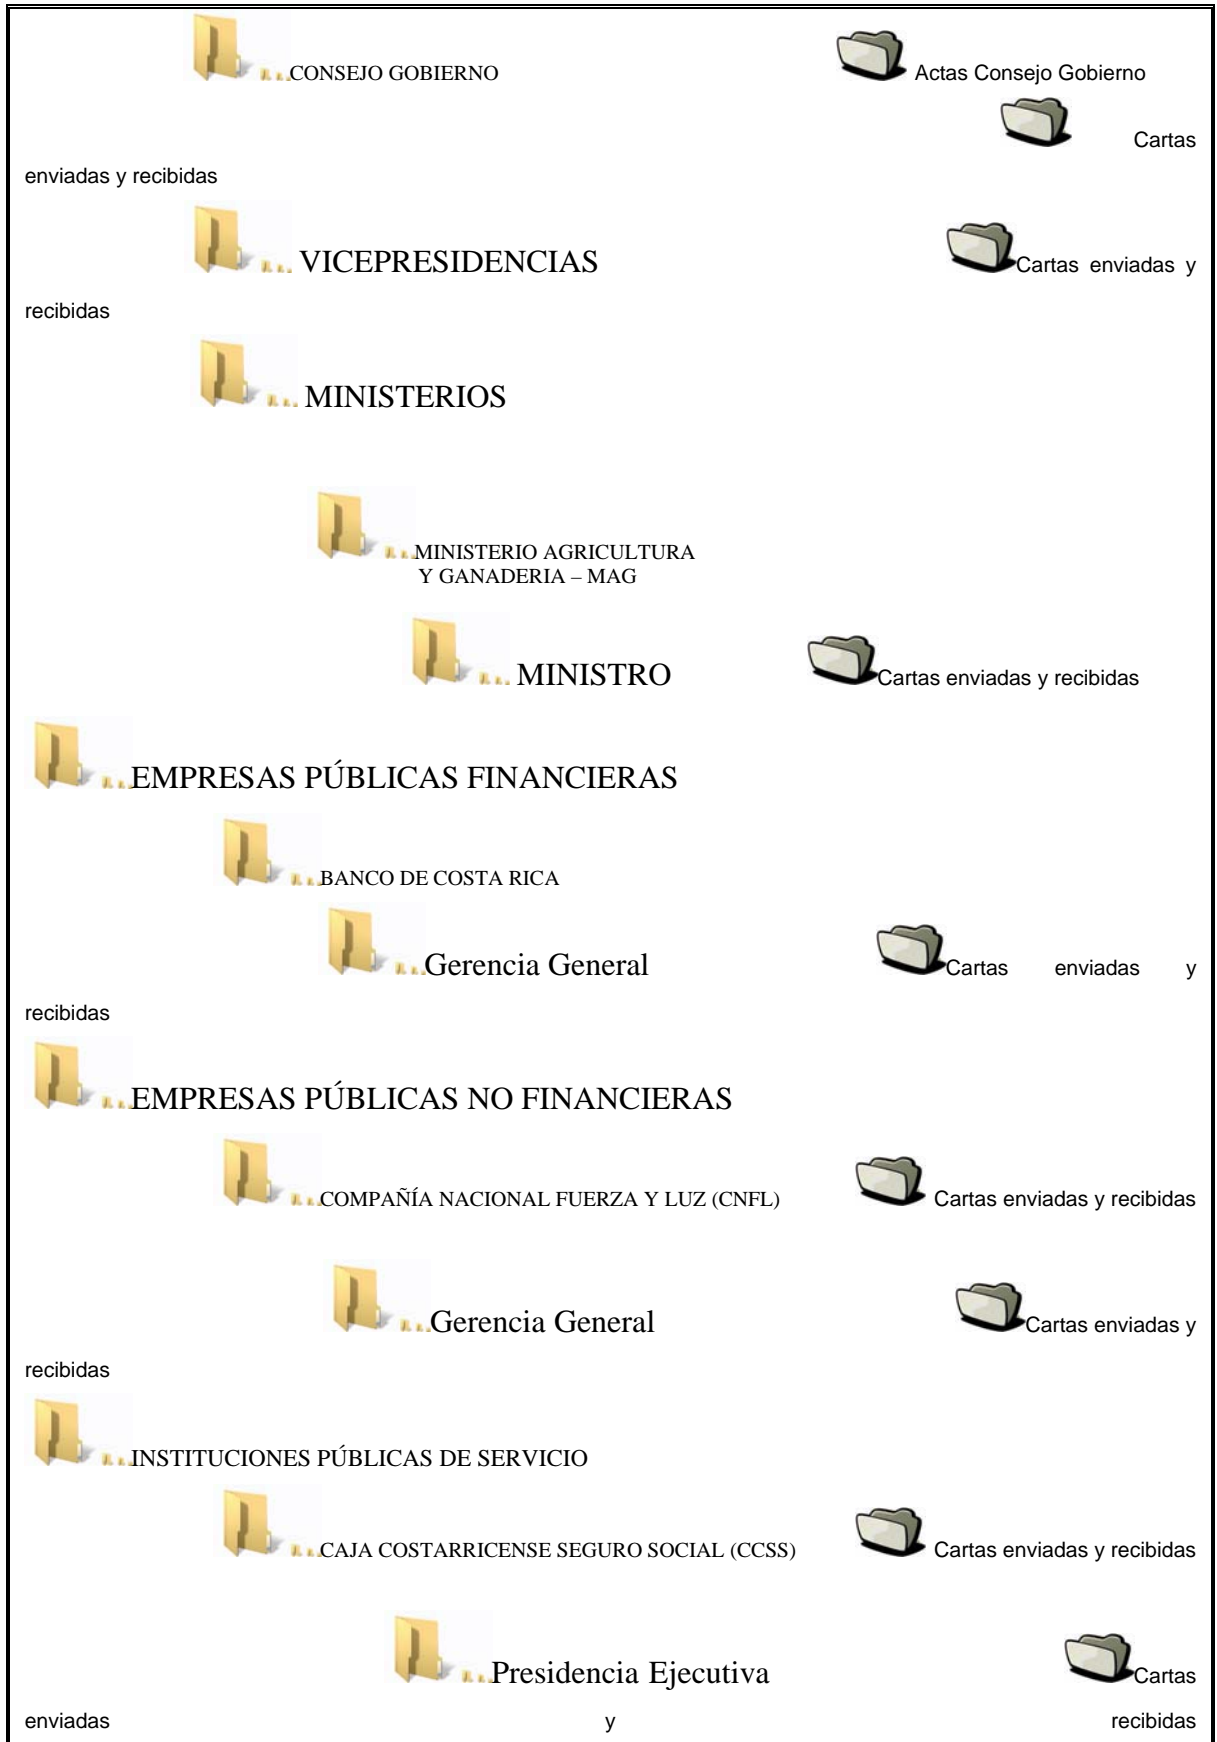 CONSEJO GOBIERNO Actas Consejo Gobierno
Cartas
enviadas y recibidas
VICEPRESIDENCIAS Cartas enviadas y
recibidas
MINISTERIOS
MINISTERIO AGRICULTURA
Y GANADERIA – MAG
MINISTRO Cartas enviadas y recibidas
EMPRESAS PÚBLICAS FINANCIERAS
BANCO DE COSTA RICA
Gerencia General Cartas enviadas y
recibidas
EMPRESAS PÚBLICAS NO FINANCIERAS
COMPAÑÍA NACIONAL FUERZA Y LUZ (CNFL) Cartas enviadas y recibidas
Gerencia General Cartas enviadas y
recibidas
INSTITUCIONES PÚBLICAS DE SERVICIO
CAJA COSTARRICENSE SEGURO SOCIAL (CCSS) Cartas enviadas y recibidas
Presidencia Ejecutiva Cartas
enviadas y recibidas